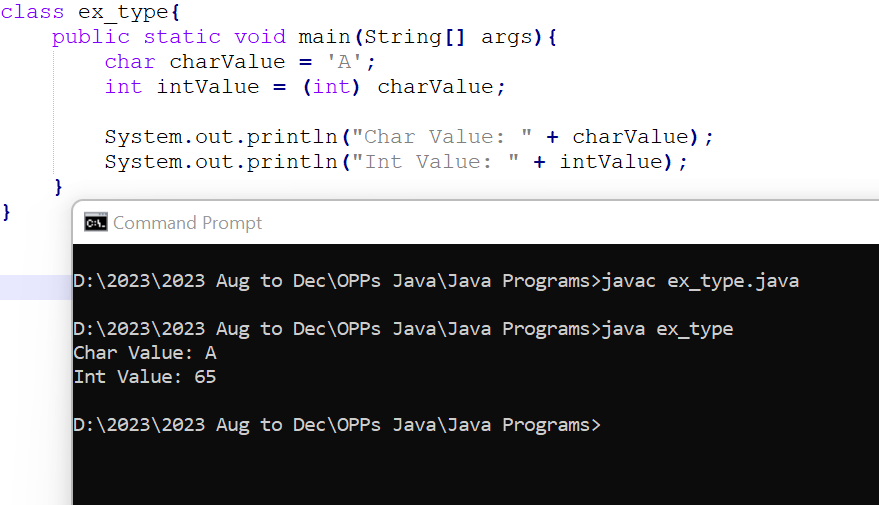 class ex_type{
public static void main(String[] args){
char charValue = 'A';
int intValue = (int) charValue;
System.out.println("Char Value: " + charValue);
System.out.println("Int Value: " + intValue);
}
}
C:\. Command Prompt
D:\2023\2023 Aug to Dec\OPPs Java\Java Programs>javac ex_type.java
D:\2023\2023 Aug to Dec\OPPs Java\Java Programs>java ex_type
Char Value: A
Int Value: 65
D:\2023\2023 Aug to Dec\OPPs Java\Java Programs>